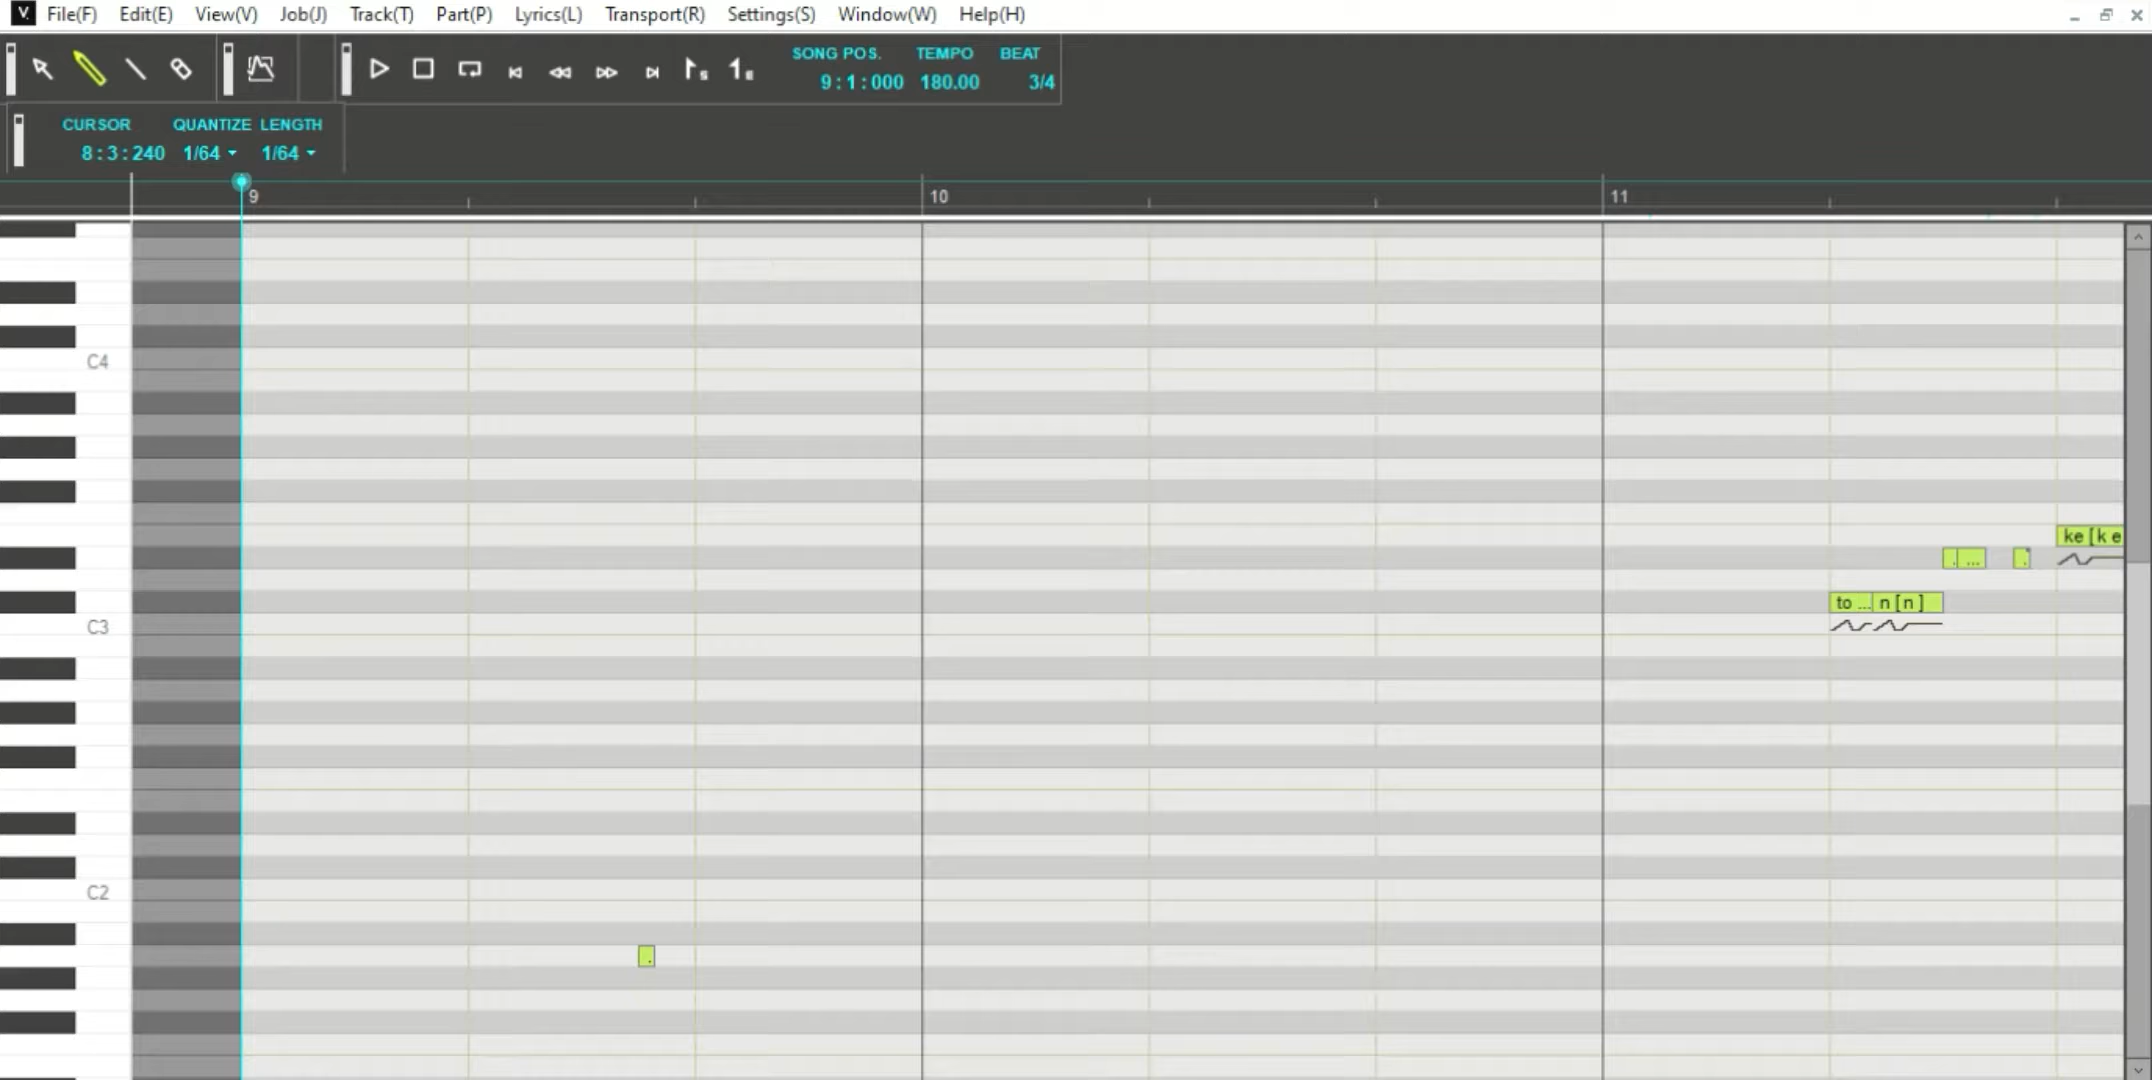 V. File(F) Edit(E) View(V) Job(J) Track(T) Part(P) Lyrics(L) Transport(R) Settings(S) Window(W) Help(H)
SONG POS. TEMPO BEAT
9 : 1 : 000 180.00 3/4
CURSOR QUANTIZE LENGTH
8 : 3 : 240 1/64 1/64
9 10 11
C4
ke [k e
. ... .
to ... n [n ]
C3
C2
.